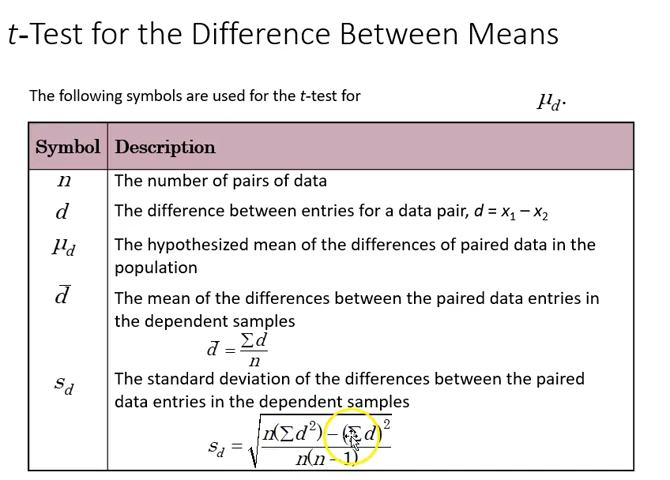 t-Test for the Difference Between Means
The following symbols are used for the t-test for μd.
Symbol Description
n The number of pairs of data
d The difference between entries for a data pair, d = x₁ – x₂
μd The hypothesized mean of the differences of paired data in the
population
d̅ The mean of the differences between the paired data entries in
the dependent samples
d̅ = Σd/n
sd The standard deviation of the differences between the paired
data entries in the dependent samples
sd = √(n(Σd²) – (Σd)² / n(n – 1))